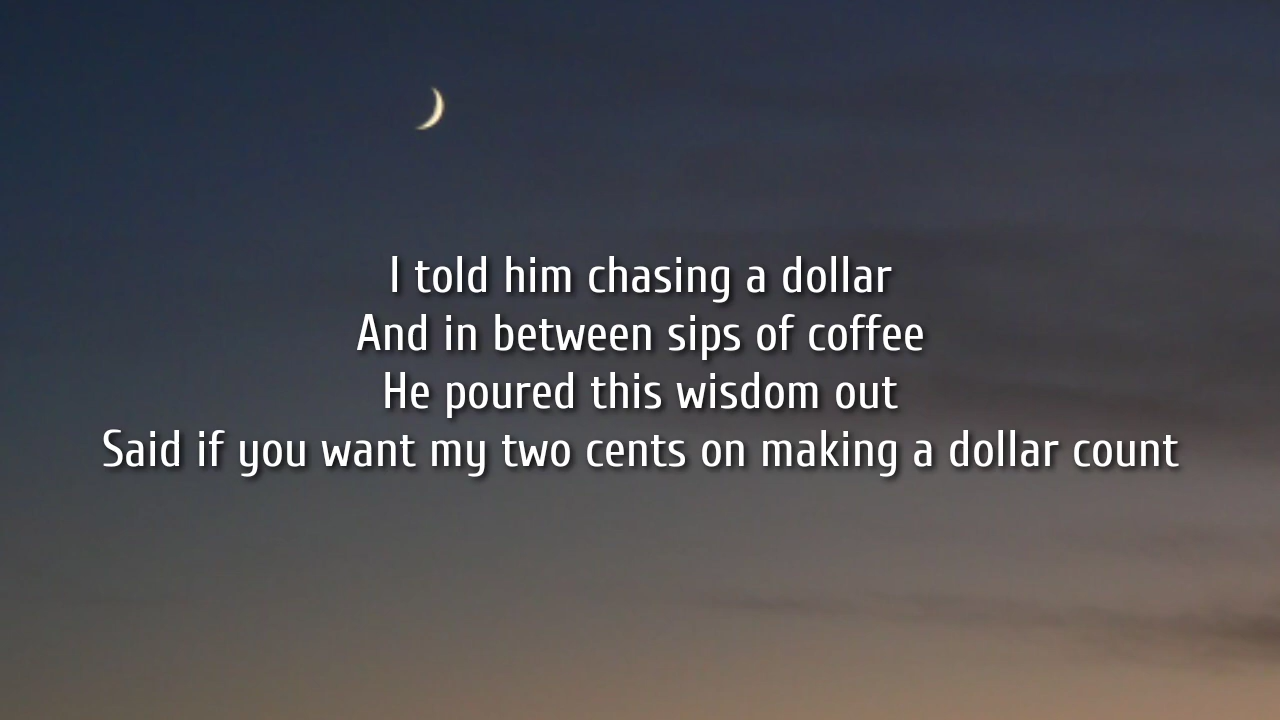 I told him chasing a dollar
And in between sips of coffee
He poured this wisdom out
Said if you want my two cents on making a dollar count